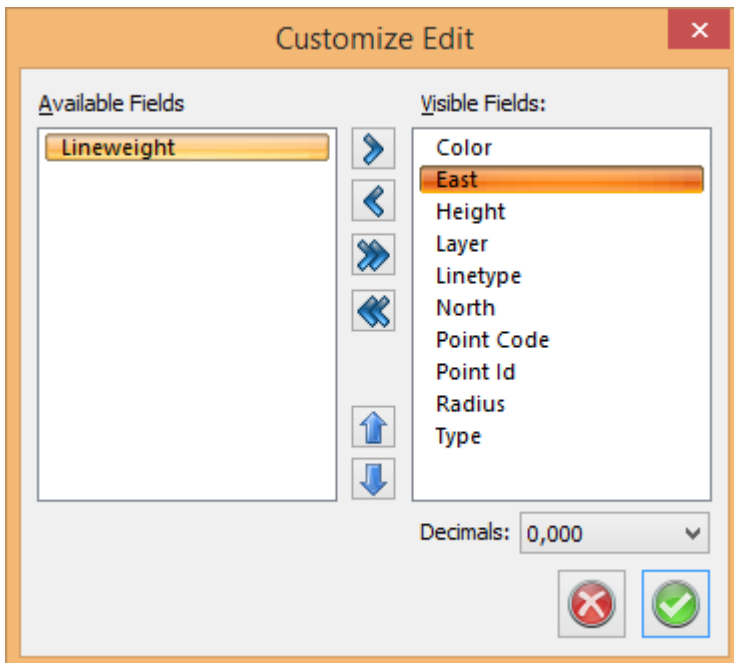 Customize Edit
Available Fields
Lineweight
Visible Fields:
Color
East
Height
Layer
Linetype
North
Point Code
Point Id
Radius
Type
Decimals: 0,000